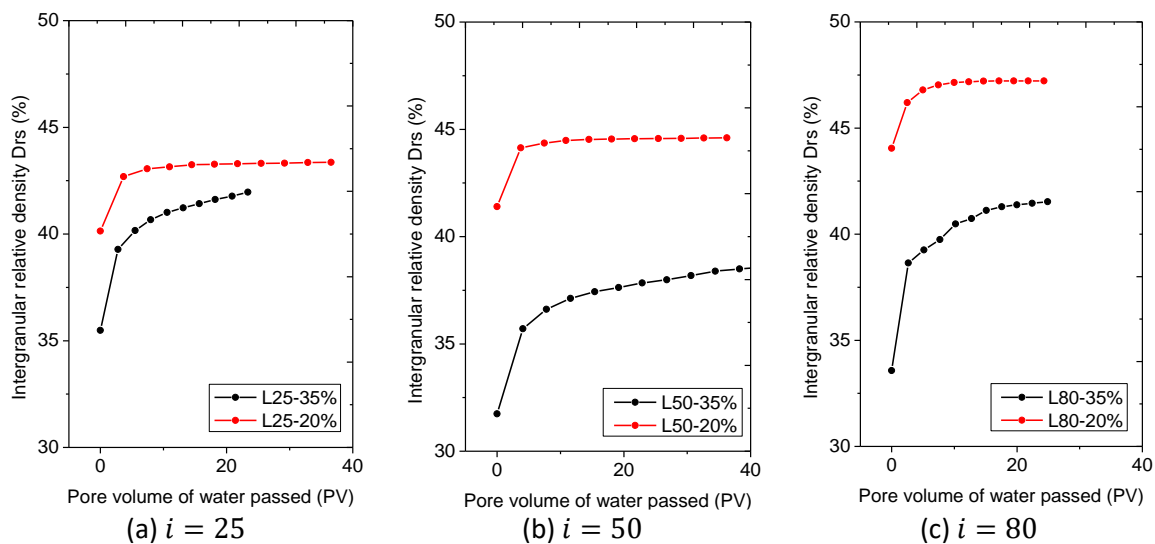 50
45
40
35
30
Intergranular relative density Drs (%)
L25-35%
L25-20%
0
20
40
Pore volume of water passed (PV)
(a) i = 25
50
45
40
35
30
Intergranular relative density Drs (%)
L50-35%
L50-20%
0
20
40
Pore volume of water passed (PV)
(b) i = 50
50
45
40
35
30
Intergranular relative density Drs (%)
L80-35%
L80-20%
0
20
40
Pore volume of water passed (PV)
(c) i = 80